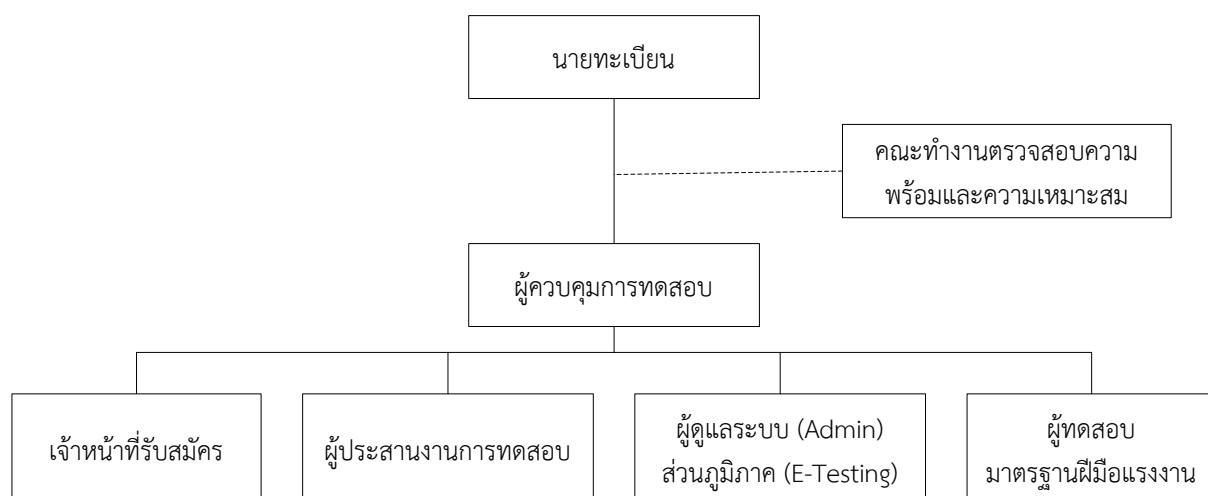 นายทะเบียน
คณะทำงานตรวจสอบความ
พร้อมและความเหมาะสม
ผู้ควบคุมการทดสอบ
เจ้าหน้าที่รับสมัคร
ผู้ประสานงานการทดสอบ
ผู้ดูแลระบบ (Admin)
ส่วนภูมิภาค (E-Testing)
ผู้ทดสอบ
มาตรฐานฝีมือแรงงาน